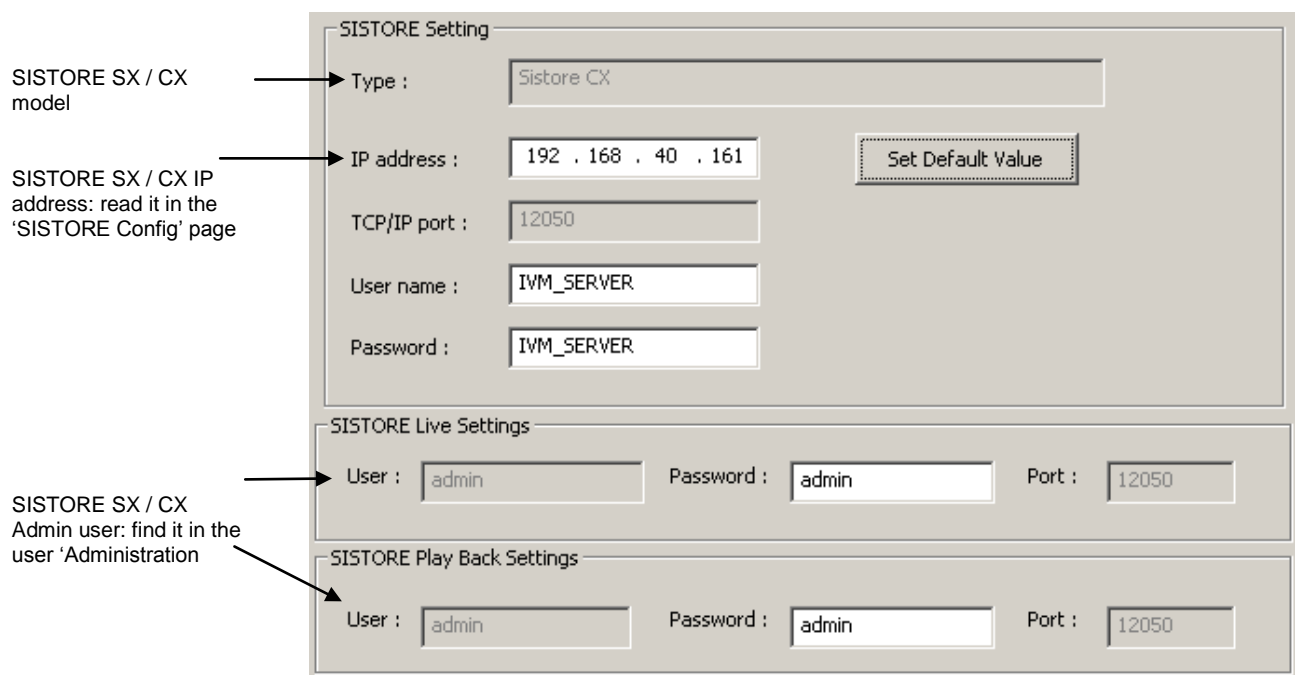 SISTORE Setting
SISTORE SX / CX
model
Type :
Sistore CX
SISTORE SX / CX IP
address: read it in the
‘SISTORE Config’ page
IP address :
192 . 168 . 40 . 161
Set Default Value
TCP/IP port :
12050
User name :
IVM_SERVER
Password :
IVM_SERVER
SISTORE Live Settings
User :
admin
Password :
admin
Port :
12050
SISTORE SX / CX
Admin user: find it in the
user ‘Administration
SISTORE Play Back Settings
User :
admin
Password :
admin
Port :
12050